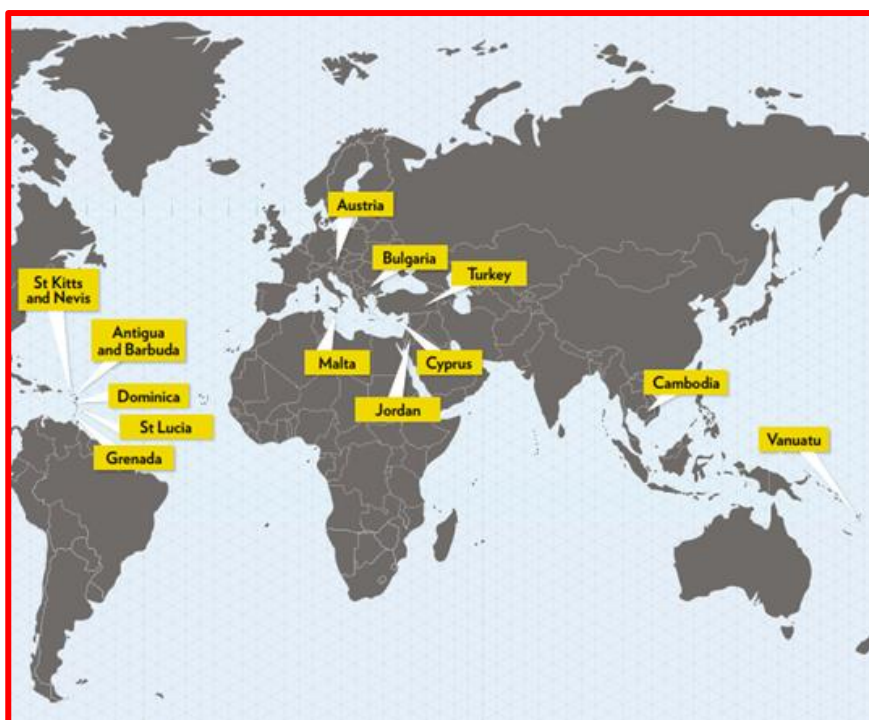 Austria
Bulgaria
Turkey
St Kitts
and Nevis
Antigua
and Barbuda
Malta
Cyprus
Dominica
Cambodia
Jordan
St Lucia
Vanuatu
Grenada